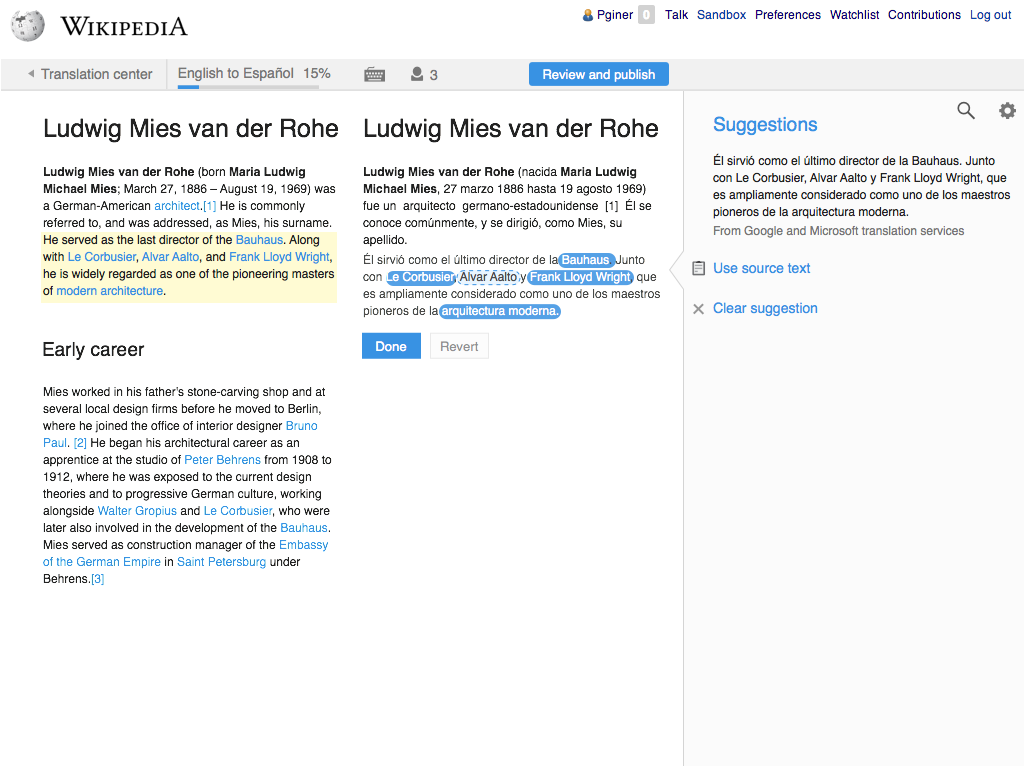 WIKIPEDIA
Pginer 0 Talk Sandbox Preferences Watchlist Contributions Log out
Translation center
English to Español 15%
3
Review and publish
Ludwig Mies van der Rohe
Ludwig Mies van der Rohe (born Maria Ludwig
Michael Mies; March 27, 1886 – August 19, 1969) was
a German-American architect.[1] He is commonly
referred to, and was addressed, as Mies, his surname.
He served as the last director of the Bauhaus. Along
with Le Corbusier, Alvar Aalto, and Frank Lloyd Wright,
he is widely regarded as one of the pioneering masters
of modern architecture.
Early career
Mies worked in his father's stone-carving shop and at
several local design firms before he moved to Berlin,
where he joined the office of interior designer Bruno
Paul. [2] He began his architectural career as an
apprentice at the studio of Peter Behrens from 1908 to
1912, where he was exposed to the current design
theories and to progressive German culture, working
alongside Walter Gropius and Le Corbusier, who were
later also involved in the development of the Bauhaus.
Mies served as construction manager of the Embassy
of the German Empire in Saint Petersburg under
Behrens.[3]
Ludwig Mies van der Rohe
Ludwig Mies van der Rohe (nacida Maria Ludwig
Michael Mies, 27 marzo 1886 hasta 19 agosto 1969)
fue un arquitecto germano-estadounidense [1] Él se
conoce comúnmente, y se dirigió, como Mies, su
apellido.
Él sirvió como el último director de la Bauhaus. Junto
con Le Corbusier, Alvar Aalto y Frank Lloyd Wright, que
es ampliamente considerado como uno de los maestros
pioneros de la arquitectura moderna.
Done Revert
Suggestions
Él sirvió como el último director de la Bauhaus. Junto
con Le Corbusier, Alvar Aalto y Frank Lloyd Wright, que
es ampliamente considerado como uno de los maestros
pioneros de la arquitectura moderna.
From Google and Microsoft translation services
Use source text
Clear suggestion